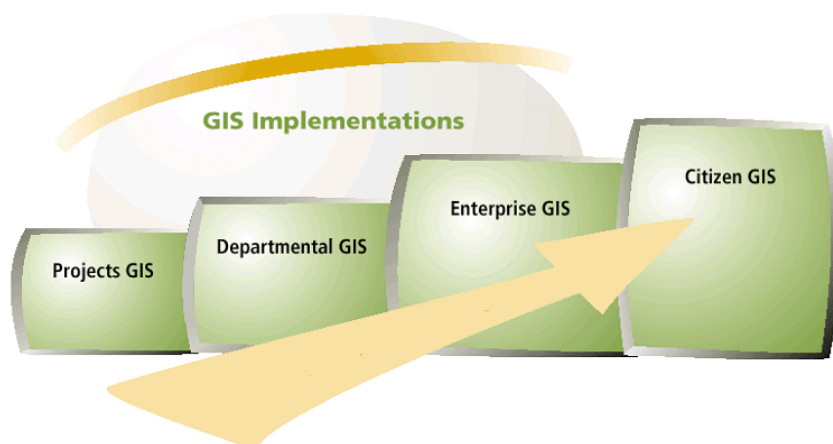 GIS Implementations
Projects GIS
Departmental GIS
Enterprise GIS
Citizen GIS